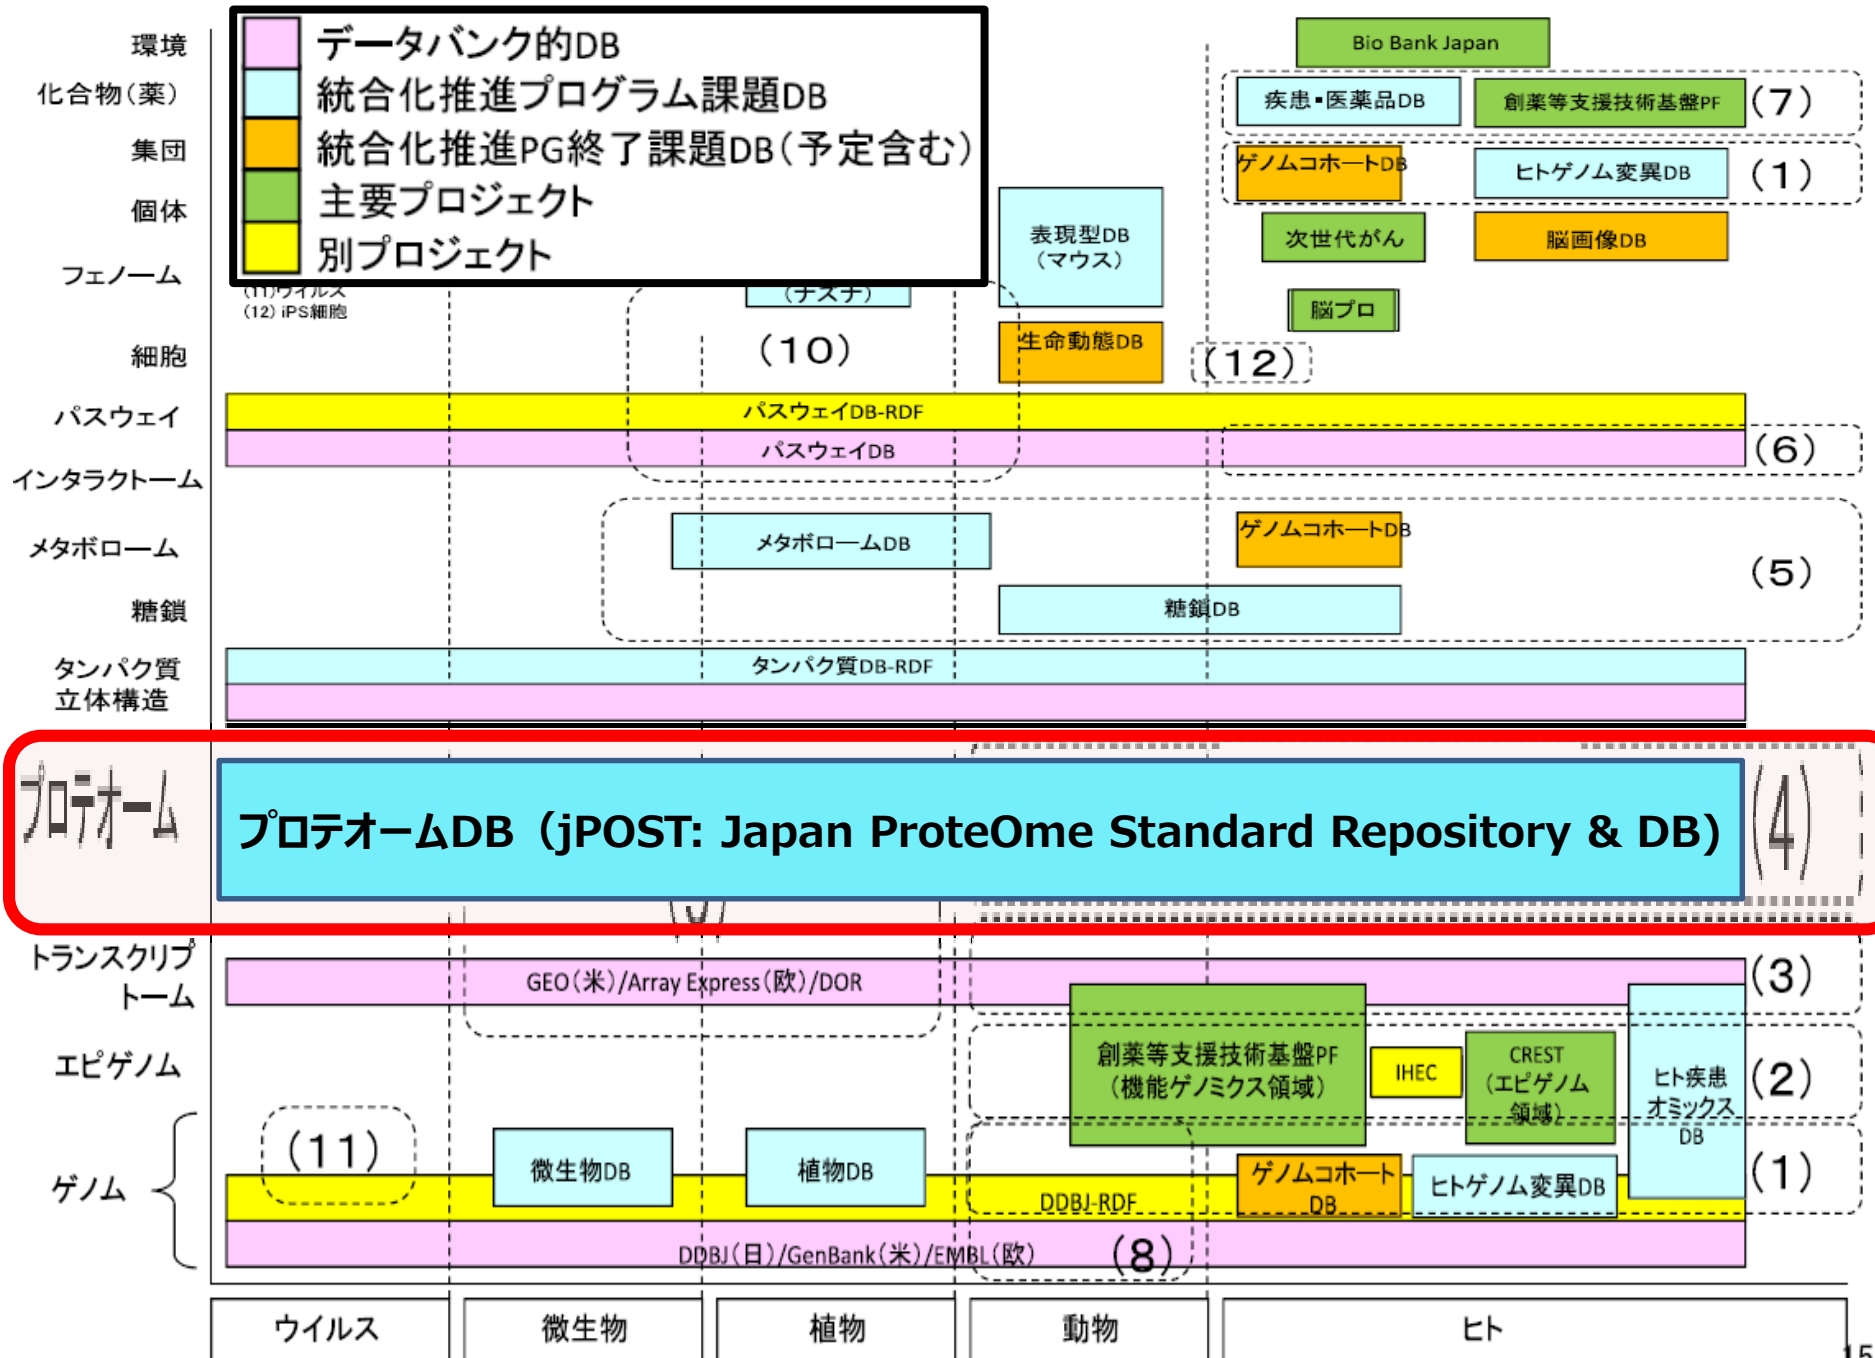 データバンク的DB
統合化推進プログラム課題DB
統合化推進PG終了課題DB(予定含む)
主要プロジェクト
別プロジェクト
(11)ウイルス
(12) iPS細胞
環境
Bio Bank Japan
化合物(薬)
疾患・医薬品DB
創薬等支援技術基盤PF
(7)
集団
ゲノムコホートDB
ヒトゲノム変異DB
(1)
個体
表現型DB
(マウス)
次世代がん
脳画像DB
フェノーム
(ナズナ)
脳プロ
細胞
(10)
生命動態DB
(12)
パスウェイ
パスウェイDB-RDF
パスウェイDB
(6)
インタラクトーム
メタボローム
メタボロームDB
ゲノムコホートDB
(5)
糖鎖
糖鎖DB
タンパク質
立体構造
タンパク質DB-RDF
プロテオーム
プロテオームDB (jPOST: Japan ProteOme Standard Repository & DB)
(4)
トランスクリプ
トーム
GEO(米)/Array Express(欧)/DOR
(3)
エピゲノム
創薬等支援技術基盤PF
(機能ゲノミクス領域)
IHEC
CREST
(エピゲノム
領域)
ヒト疾患
オミックス
DB
(2)
ゲノム
(11)
微生物DB
植物DB
DDBJ-RDF
ゲノムコホート
DB
ヒトゲノム変異DB
(1)
DDBJ(日)/GenBank(米)/EMBL(欧)
(8)
ウイルス
微生物
植物
動物
ヒト
15